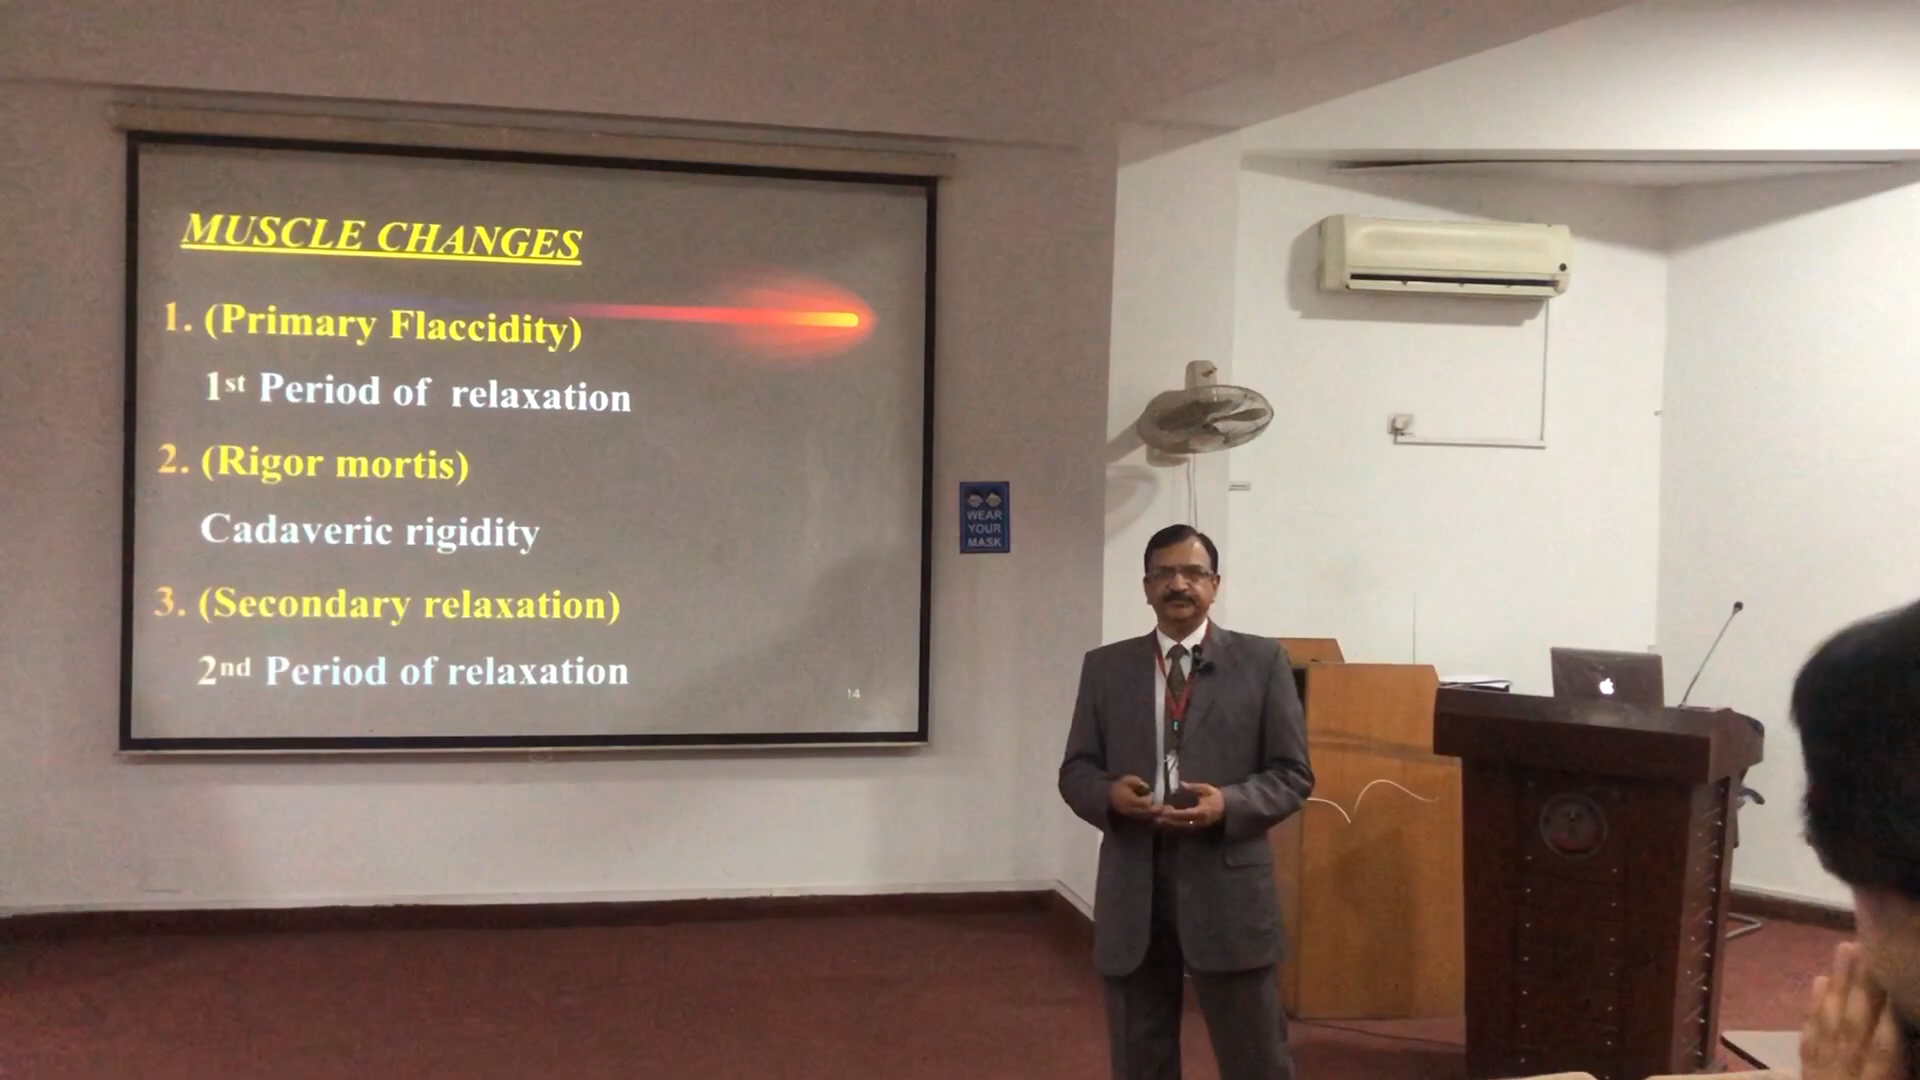 MUSCLE CHANGES
1. (Primary Flaccidity)
1st Period of relaxation
2. (Rigor mortis)
Cadaveric rigidity
3. (Secondary relaxation)
2nd Period of relaxation
14
WEAR
YOUR
MASK